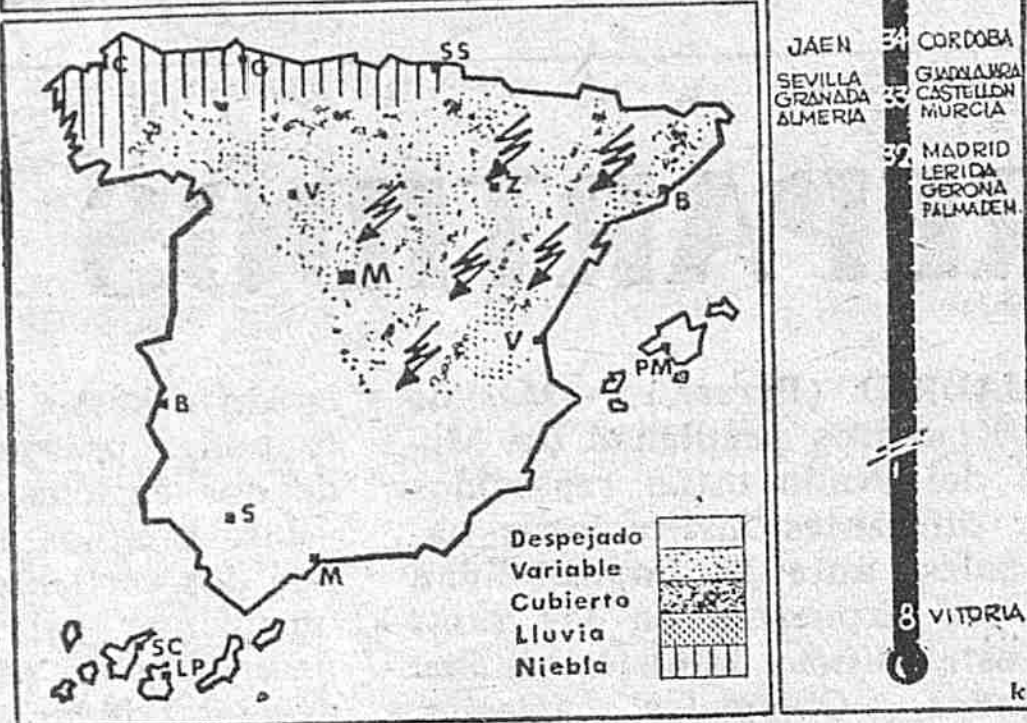 C
O
SS
V
Z
B
M
V
PM
B
S
M
SC
LP
Despejado
Variable
Cubierto
Lluvia
Niebla
JAEN 34 CORDOBA
SEVILLA
GRANADA
ALMERIA
33
GUADALAJARA
CASTELLON
MURCIA
32 MADRID
LERIDA
GERONA
PALMA DE M.
8 VITORIA
k